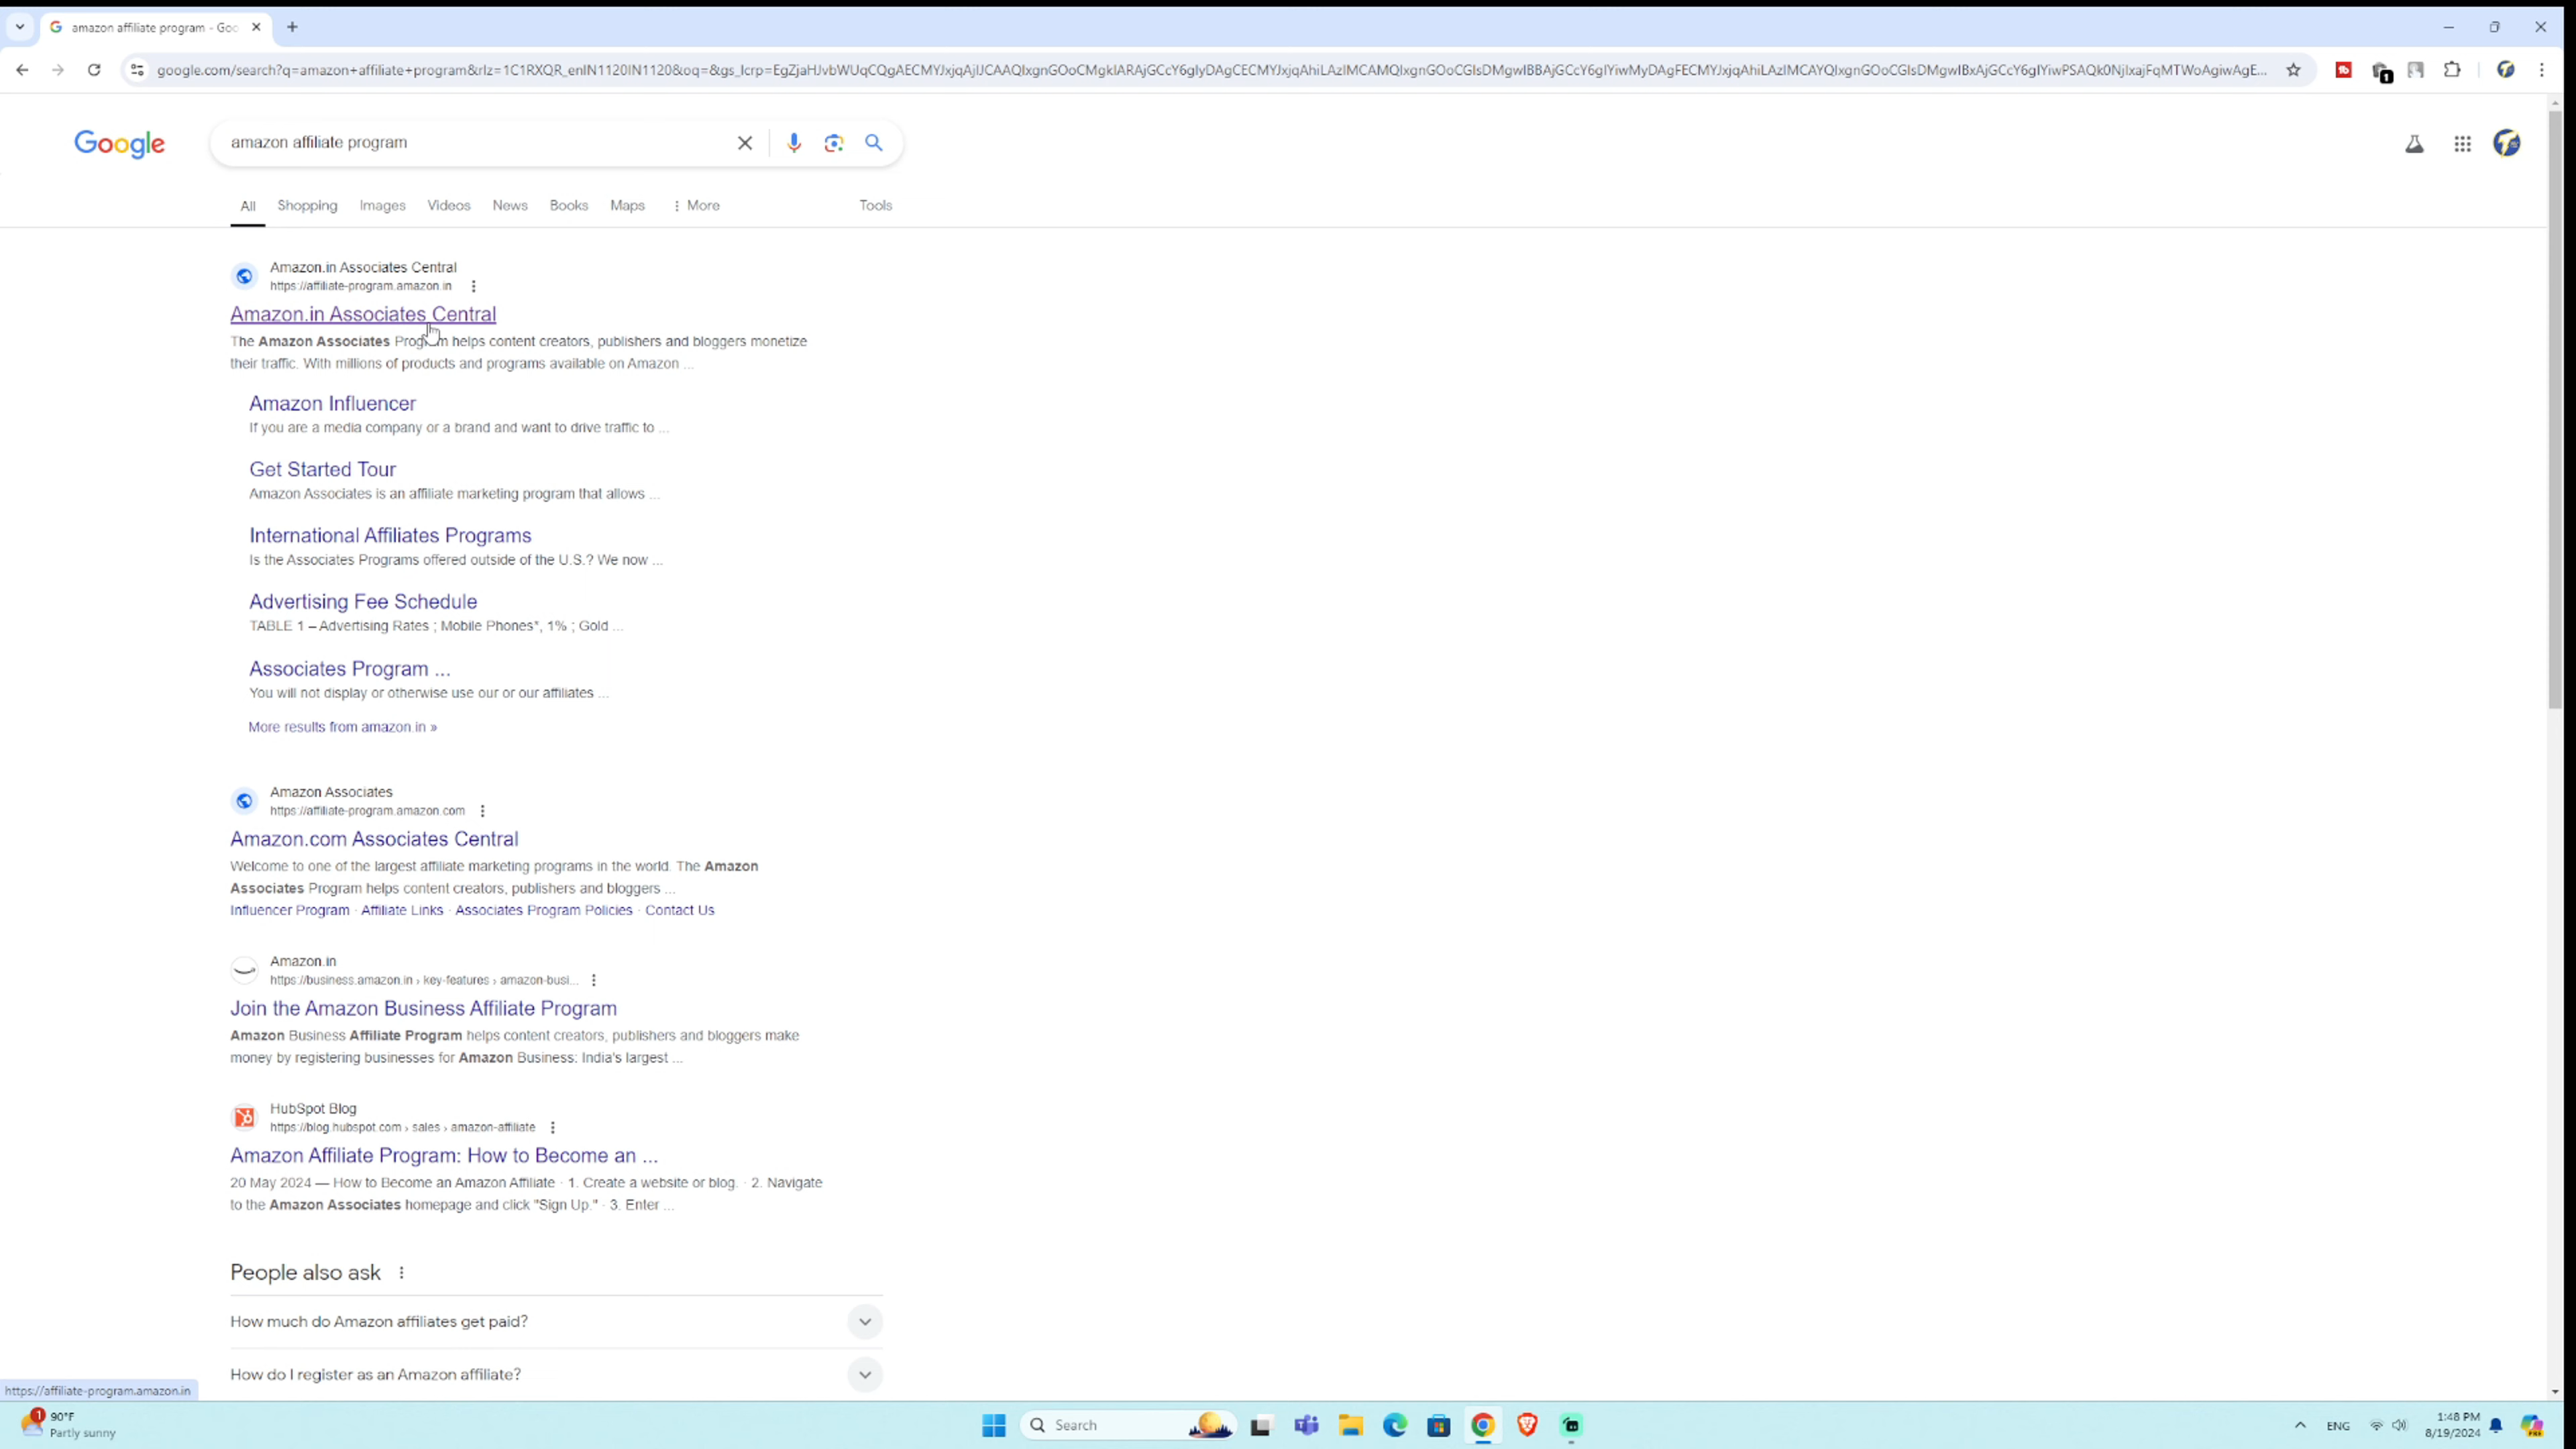 amazon affiliate program - Goo
google.com/search?q=amazon+affiliate+program&rlz=1C1RXQR_enIN1120IN1120&oq=&gs_lcrp=
1
Google
amazon affiliate program
All Shopping Images Videos News Books Maps More Tools
Amazon.in Associates Central
https://affiliate-program.amazon.in
Amazon.in Associates Central
The Amazon Associates Program helps content creators, publishers and bloggers monetize
their traffic. With millions of products and programs available on Amazon ...
Amazon Influencer
If you are a media company or a brand and want to drive traffic to ...
Get Started Tour
Amazon Associates is an affiliate marketing program that allows ...
International Affiliates Programs
Is the Associates Programs offered outside of the U.S.? We now ...
Advertising Fee Schedule
TABLE 1 – Advertising Rates ; Mobile Phones*, 1% ; Gold ...
Associates Program ...
You will not display or otherwise use our or our affiliates ...
More results from amazon.in »
Amazon Associates
https://affiliate-program.amazon.com
Amazon.com Associates Central
Welcome to one of the largest affiliate marketing programs in the world. The Amazon
Associates Program helps content creators, publishers and bloggers ...
Influencer Program · Affiliate Links · Associates Program Policies · Contact Us
Amazon.in
https://business.amazon.in › key-features › amazon-busi...
Join the Amazon Business Affiliate Program
Amazon Business Affiliate Program helps content creators, publishers and bloggers make
money by registering businesses for Amazon Business: India's largest ...
HubSpot Blog
https://blog.hubspot.com › sales › amazon-affiliate
Amazon Affiliate Program: How to Become an ...
20 May 2024 — How to Become an Amazon Affiliate · 1. Create a website or blog. · 2. Navigate
to the Amazon Associates homepage and click "Sign Up." · 3. Enter ...
People also ask
How much do Amazon affiliates get paid?
How do I register as an Amazon affiliate?
https://affiliate-program.amazon.in
1
90°F
Partly sunny
Search
ENG
1:48 PM
8/19/2024